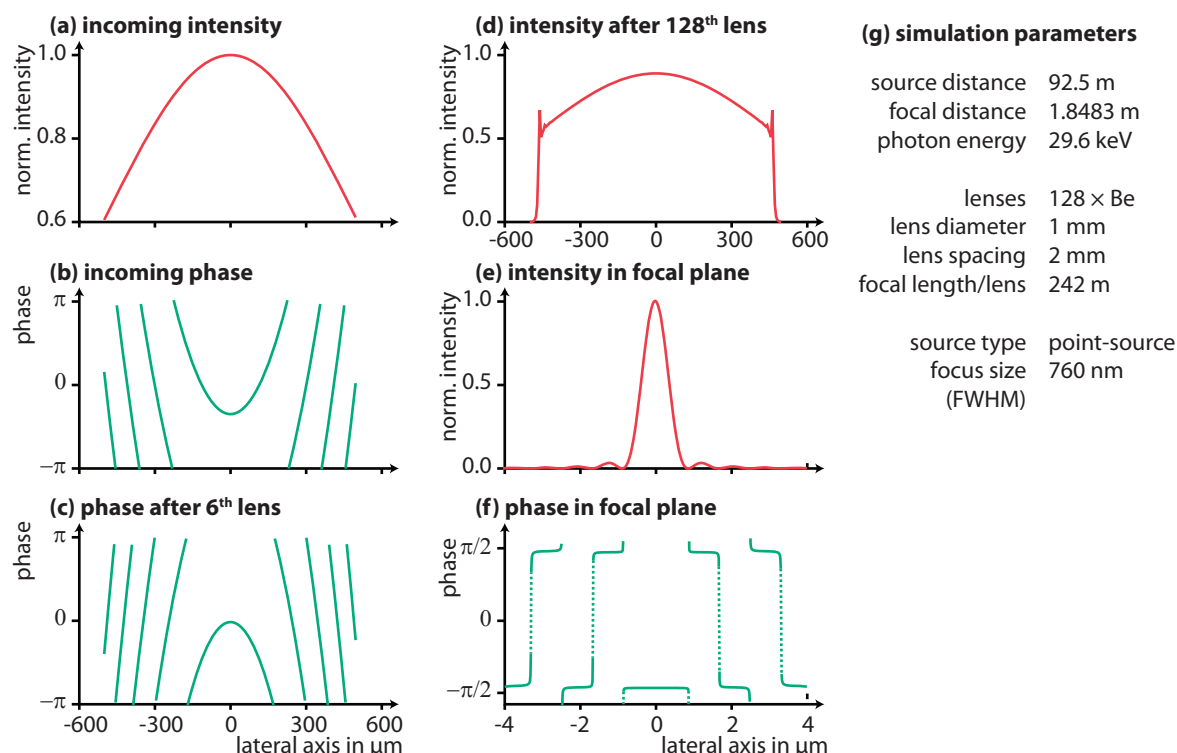 (a) incoming intensity
norm. intensity
1.0
0.8
0.6
-600
-300
0
300
600
(b) incoming phase
phase
π
0
−π
(c) phase after 6th lens
phase
π
0
−π
-600
-300
0
300
600
lateral axis in µm
(d) intensity after 128th lens
norm. intensity
1.0
0.5
0.0
-600
-300
0
300
600
(e) intensity in focal plane
norm. intensity
1.0
0.5
0.0
(f) phase in focal plane
phase
π/2
0
−π/2
-4
-2
0
2
4
lateral axis in µm
(g) simulation parameters
source distance 92.5 m
focal distance 1.8483 m
photon energy 29.6 keV
lenses 128 × Be
lens diameter 1 mm
lens spacing 2 mm
focal length/lens 242 m
source type point-source
focus size 760 nm
(FWHM)